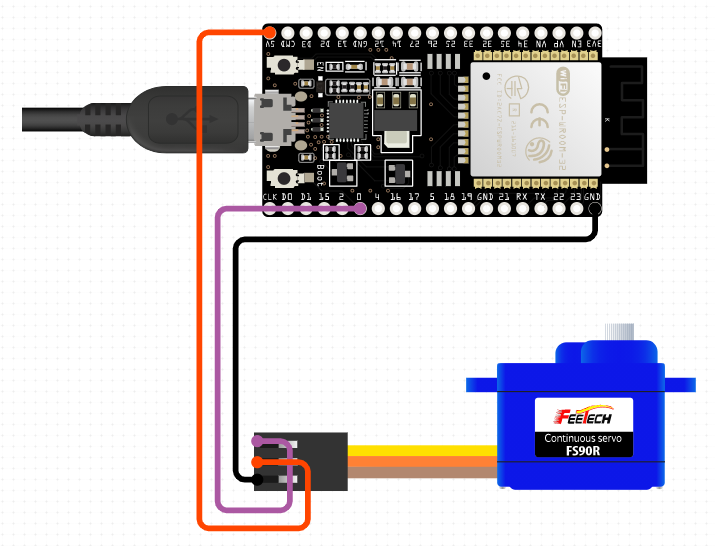 5V CMD D3 D2 13 GND 12 14 27 26 25 33 32 35 34 VN VP EN 3V3
EN
Boot
WiFi
ESP-WROOM-32
CLK D0 D1 15 2 0 4 16 17 5 18 19 GND 21 RX TX 22 23 GND
FEETECH
Continuous servo
FS90R